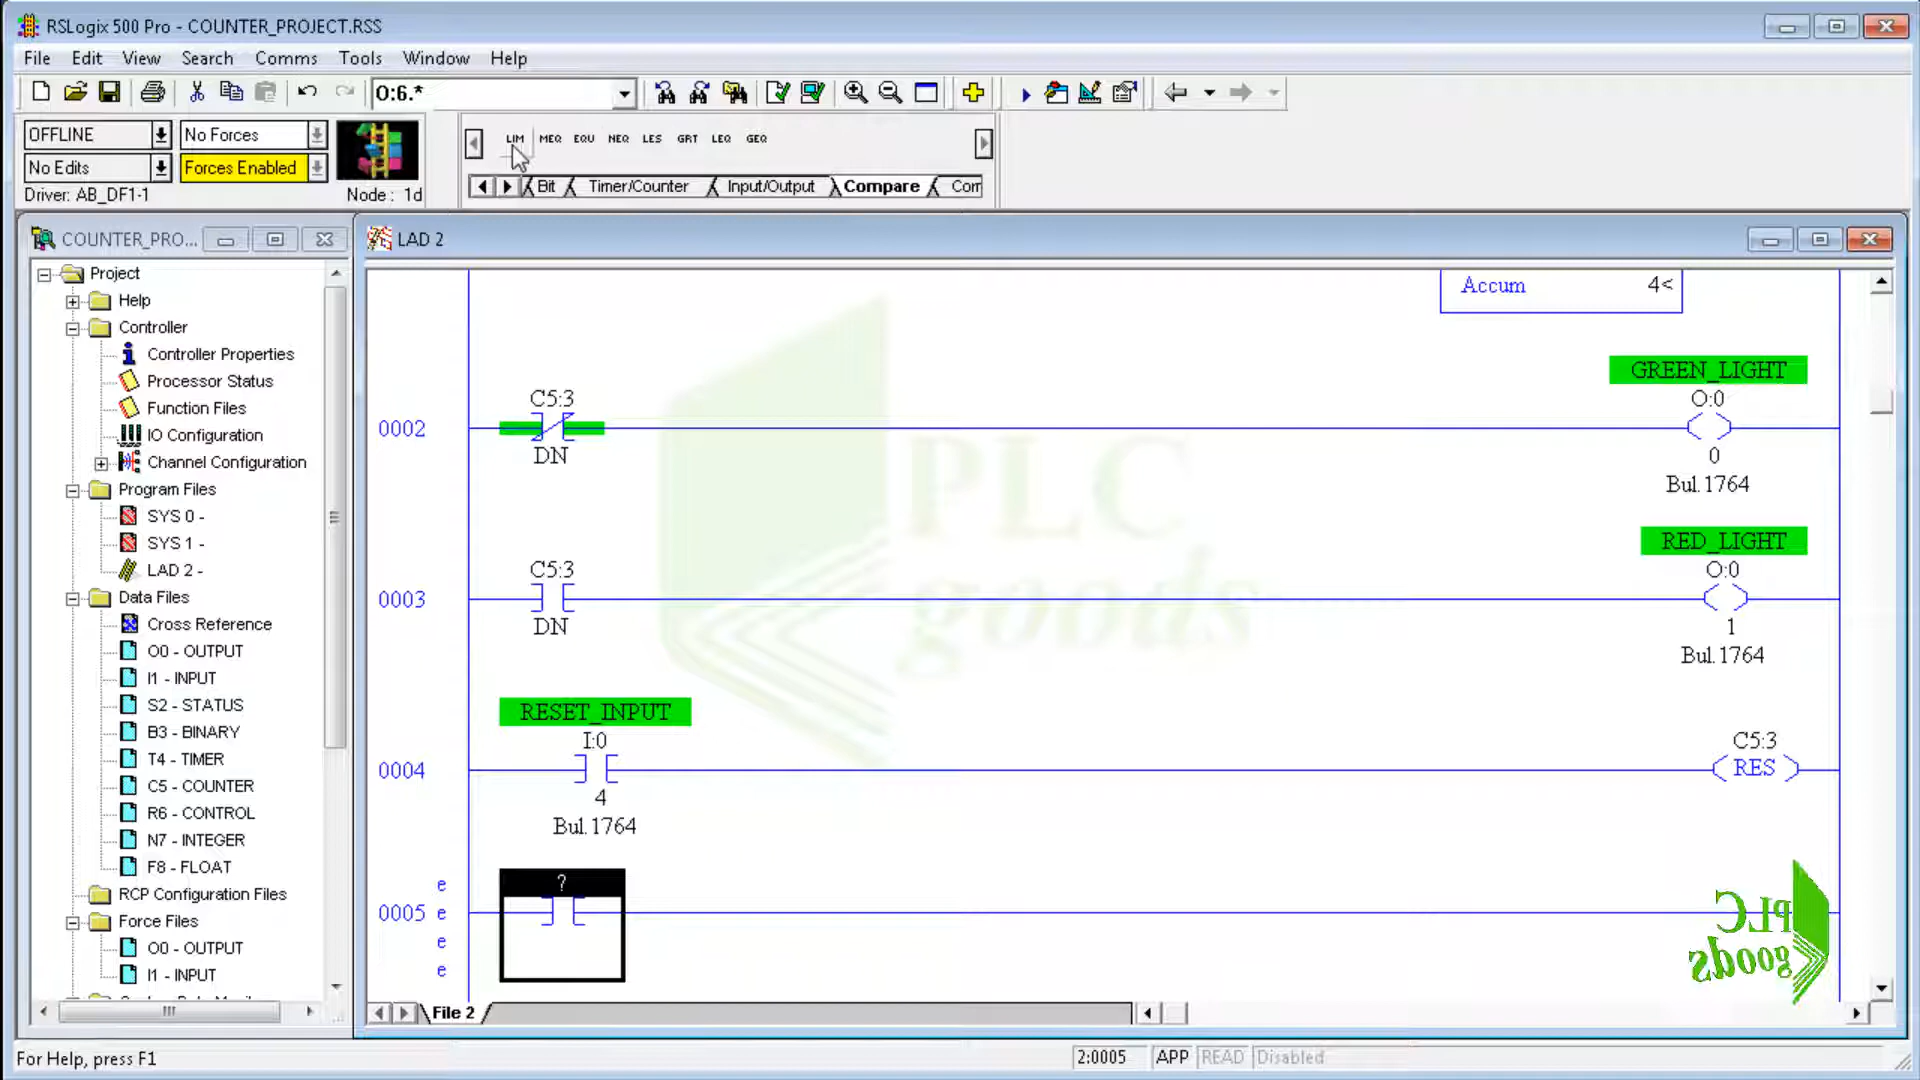 RSLogix 500 Pro - COUNTER_PROJECT.RSS
File Edit View Search Comms Tools Window Help
O:6.*
OFFLINE No Forces
No Edits Forces Enabled
Driver: AB_DF1-1 Node : 1d
LIM MEQ EQU NEQ LES GRT LEQ GEQ
Bit Timer/Counter Input/Output Compare Com
COUNTER_PRO...
Project
Help
Controller
Controller Properties
Processor Status
Function Files
IO Configuration
Channel Configuration
Program Files
SYS 0 -
SYS 1 -
LAD 2 -
Data Files
Cross Reference
O0 - OUTPUT
I1 - INPUT
S2 - STATUS
B3 - BINARY
T4 - TIMER
C5 - COUNTER
R6 - CONTROL
N7 - INTEGER
F8 - FLOAT
RCP Configuration Files
Force Files
O0 - OUTPUT
I1 - INPUT
LAD 2
Accum 4<
GREEN_LIGHT
C5:3 O:0
0002
DN 0
Bul.1764
RED_LIGHT
C5:3 O:0
0003
DN 1
Bul.1764
RESET_INPUT
I:0 C5:3
0004 RES
4
Bul.1764
?
e
0005 e
e
e
PLC
goods
PLC
goods
File 2
For Help, press F1
2:0005 APP READ Disabled